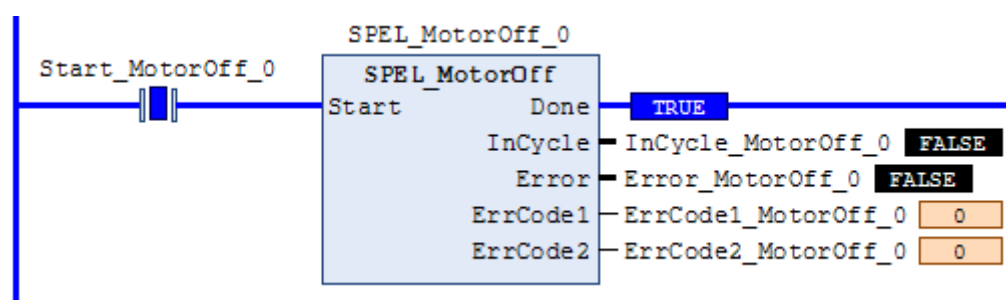 SPEL_MotorOff_0
Start_MotorOff_0
SPEL_MotorOff
Start Done TRUE
InCycle InCycle_MotorOff_0 FALSE
Error Error_MotorOff_0 FALSE
ErrCode1 ErrCode1_MotorOff_0 0
ErrCode2 ErrCode2_MotorOff_0 0